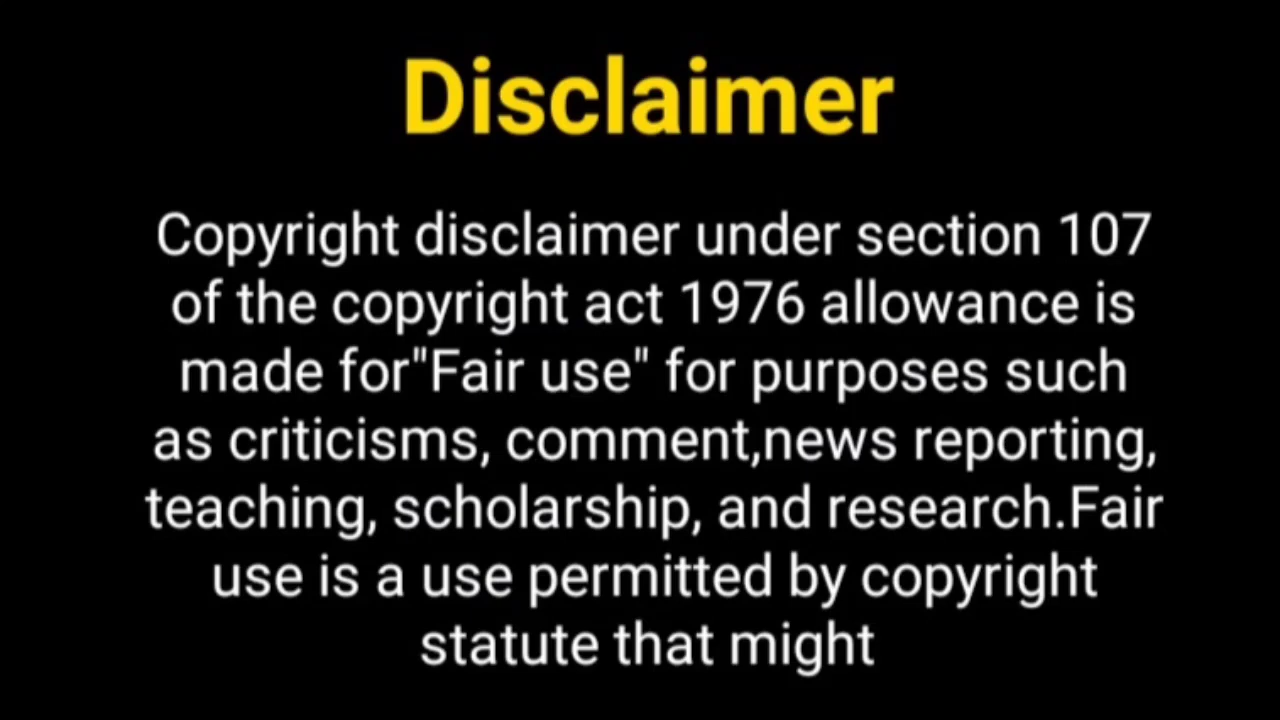 Disclaimer
Copyright disclaimer under section 107
of the copyright act 1976 allowance is
made for"Fair use" for purposes such
as criticisms, comment,news reporting,
teaching, scholarship, and research.Fair
use is a use permitted by copyright
statute that might